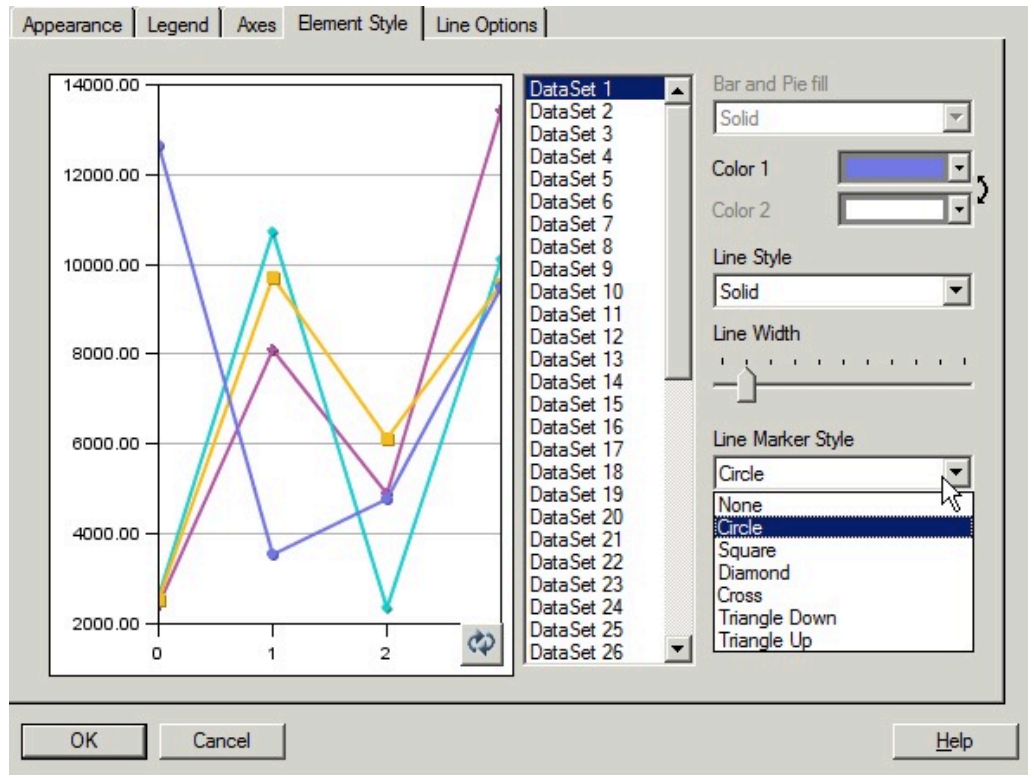 Appearance Legend Axes Element Style Line Options
14000.00
12000.00
10000.00
8000.00
6000.00
4000.00
2000.00
0 1 2
DataSet 1
DataSet 2
DataSet 3
DataSet 4
DataSet 5
DataSet 6
DataSet 7
DataSet 8
DataSet 9
DataSet 10
DataSet 11
DataSet 12
DataSet 13
DataSet 14
DataSet 15
DataSet 16
DataSet 17
DataSet 18
DataSet 19
DataSet 20
DataSet 21
DataSet 22
DataSet 23
DataSet 24
DataSet 25
DataSet 26
Bar and Pie fill
Solid
Color 1
Color 2
Line Style
Solid
Line Width
Line Marker Style
Circle
None
Circle
Square
Diamond
Cross
Triangle Down
Triangle Up
OK Cancel Help